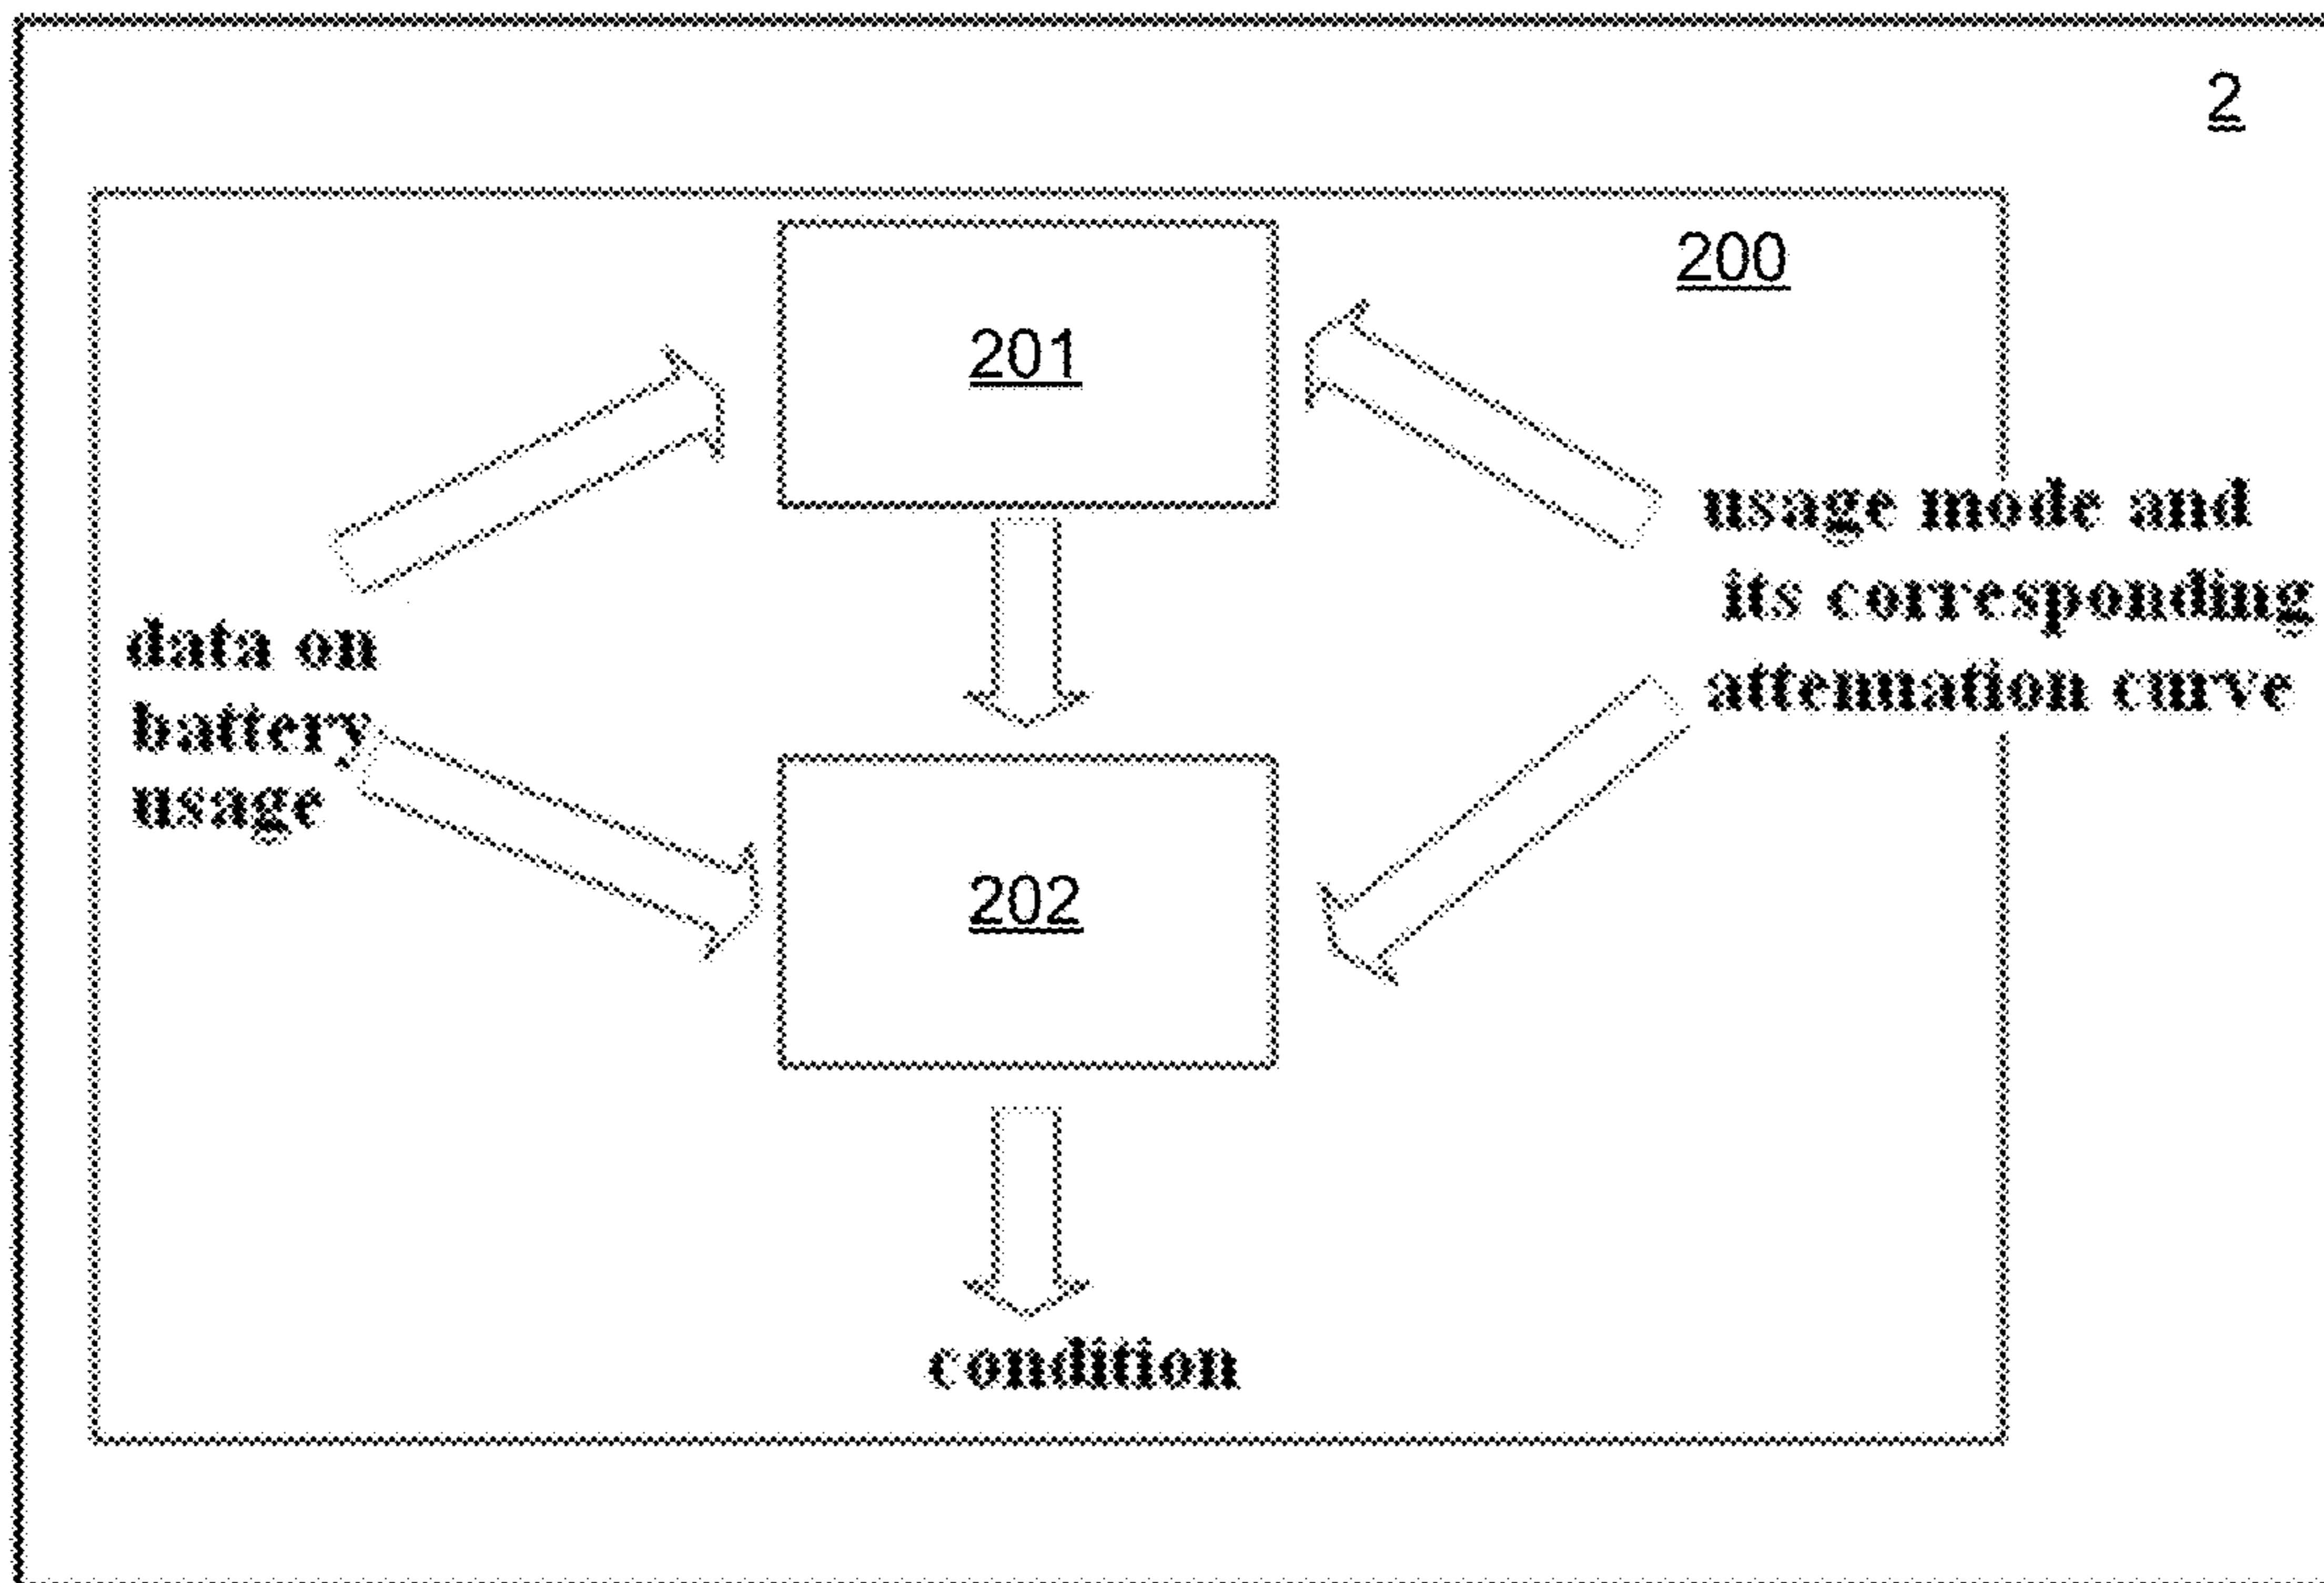 2
200
201
usage mode and
its corresponding
attenuation curve
data on
battery
usage
202
condition